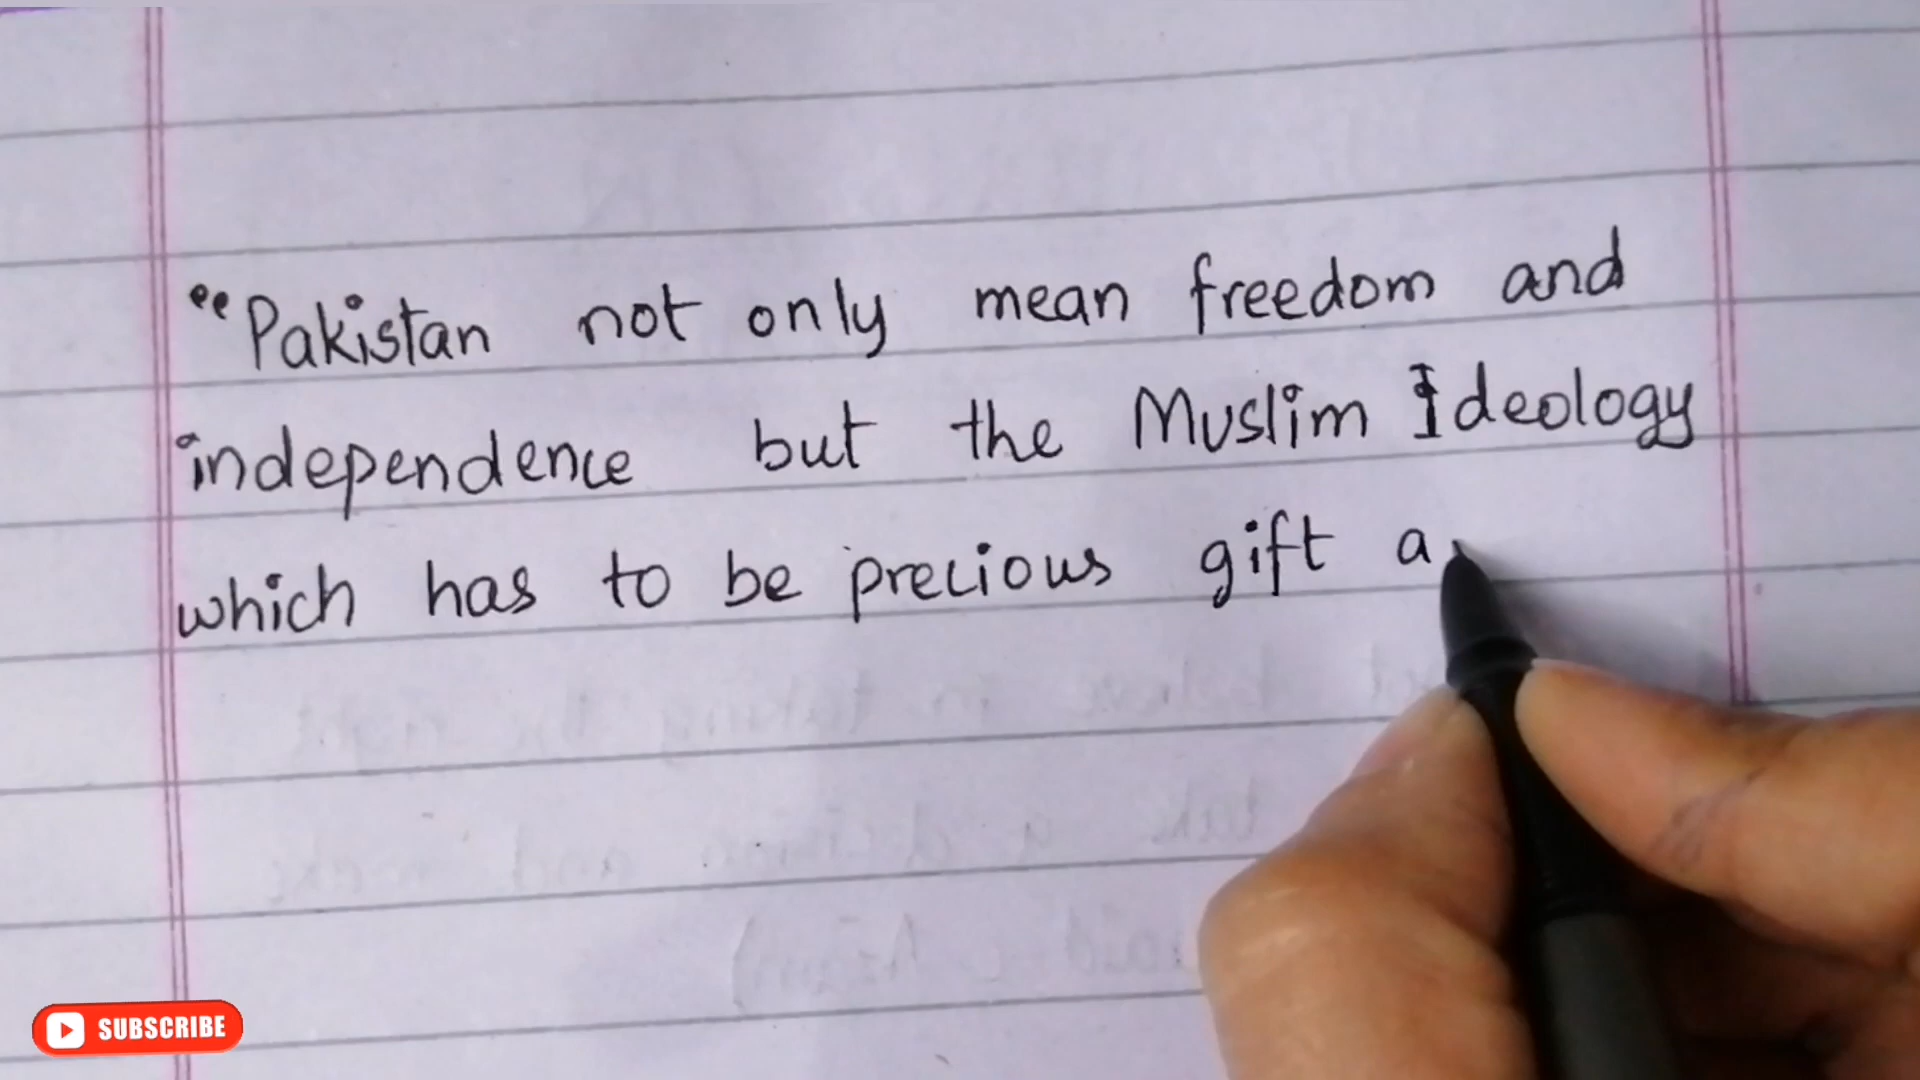 “Pakistan not only mean freedom and
independence but the Muslim Ideology
which has to be precious gift a
SUBSCRIBE